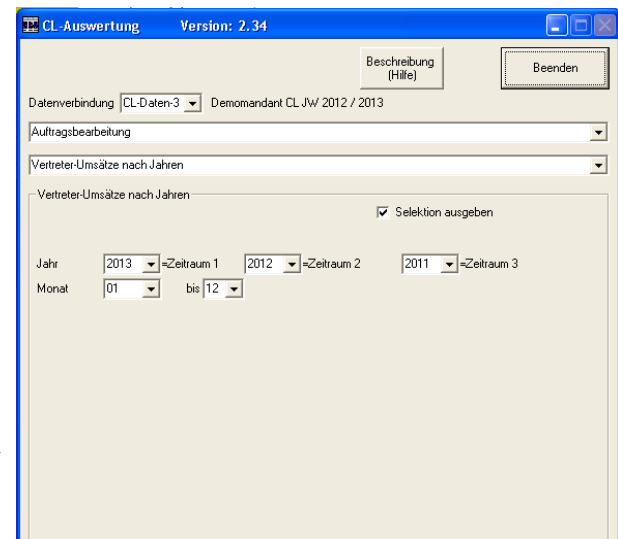 CL-Auswertung Version: 2.34
Beschreibung
(Hilfe)
Beenden
Datenverbindung CL-Daten-3 Demomandant CL JW 2012 / 2013
Auftragsbearbeitung
Vertreter-Umsätze nach Jahren
Vertreter-Umsätze nach Jahren
Selektion ausgeben
Jahr 2013 =Zeitraum 1 2012 =Zeitraum 2 2011 =Zeitraum 3
Monat 01 bis 12